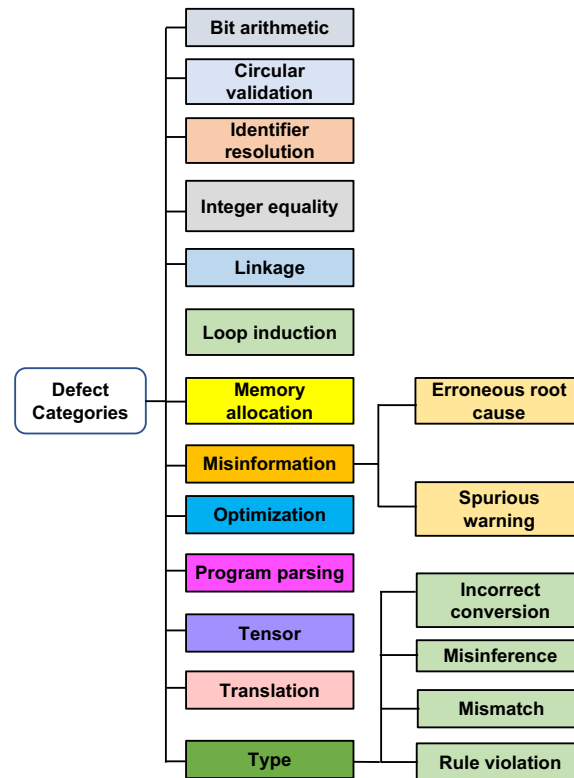 Bit arithmetic
Circular
validation
Identifier
resolution
Integer equality
Linkage
Loop induction
Defect
Categories
Memory
allocation
Erroneous root
cause
Misinformation
Optimization
Spurious
warning
Program parsing
Incorrect
conversion
Tensor
Misinference
Translation
Mismatch
Type
Rule violation